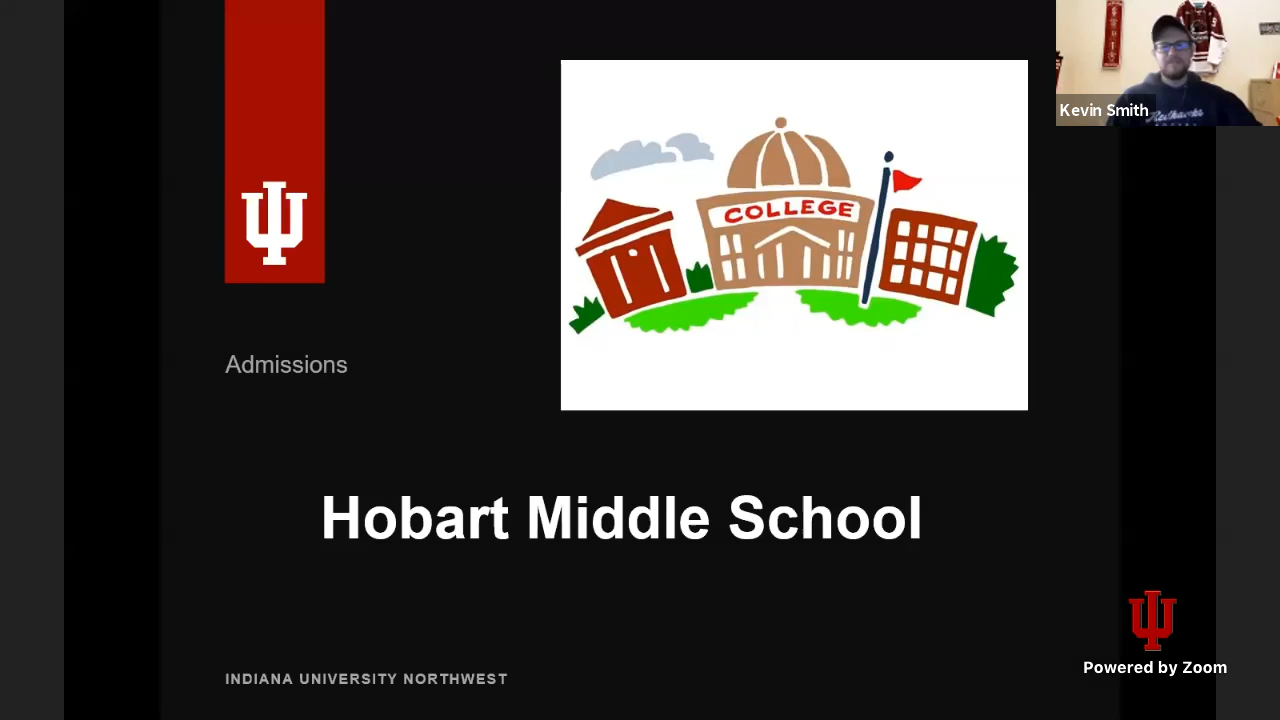 Kevin Smith
COLLEGE
Admissions
Hobart Middle School
Powered by Zoom
INDIANA UNIVERSITY NORTHWEST